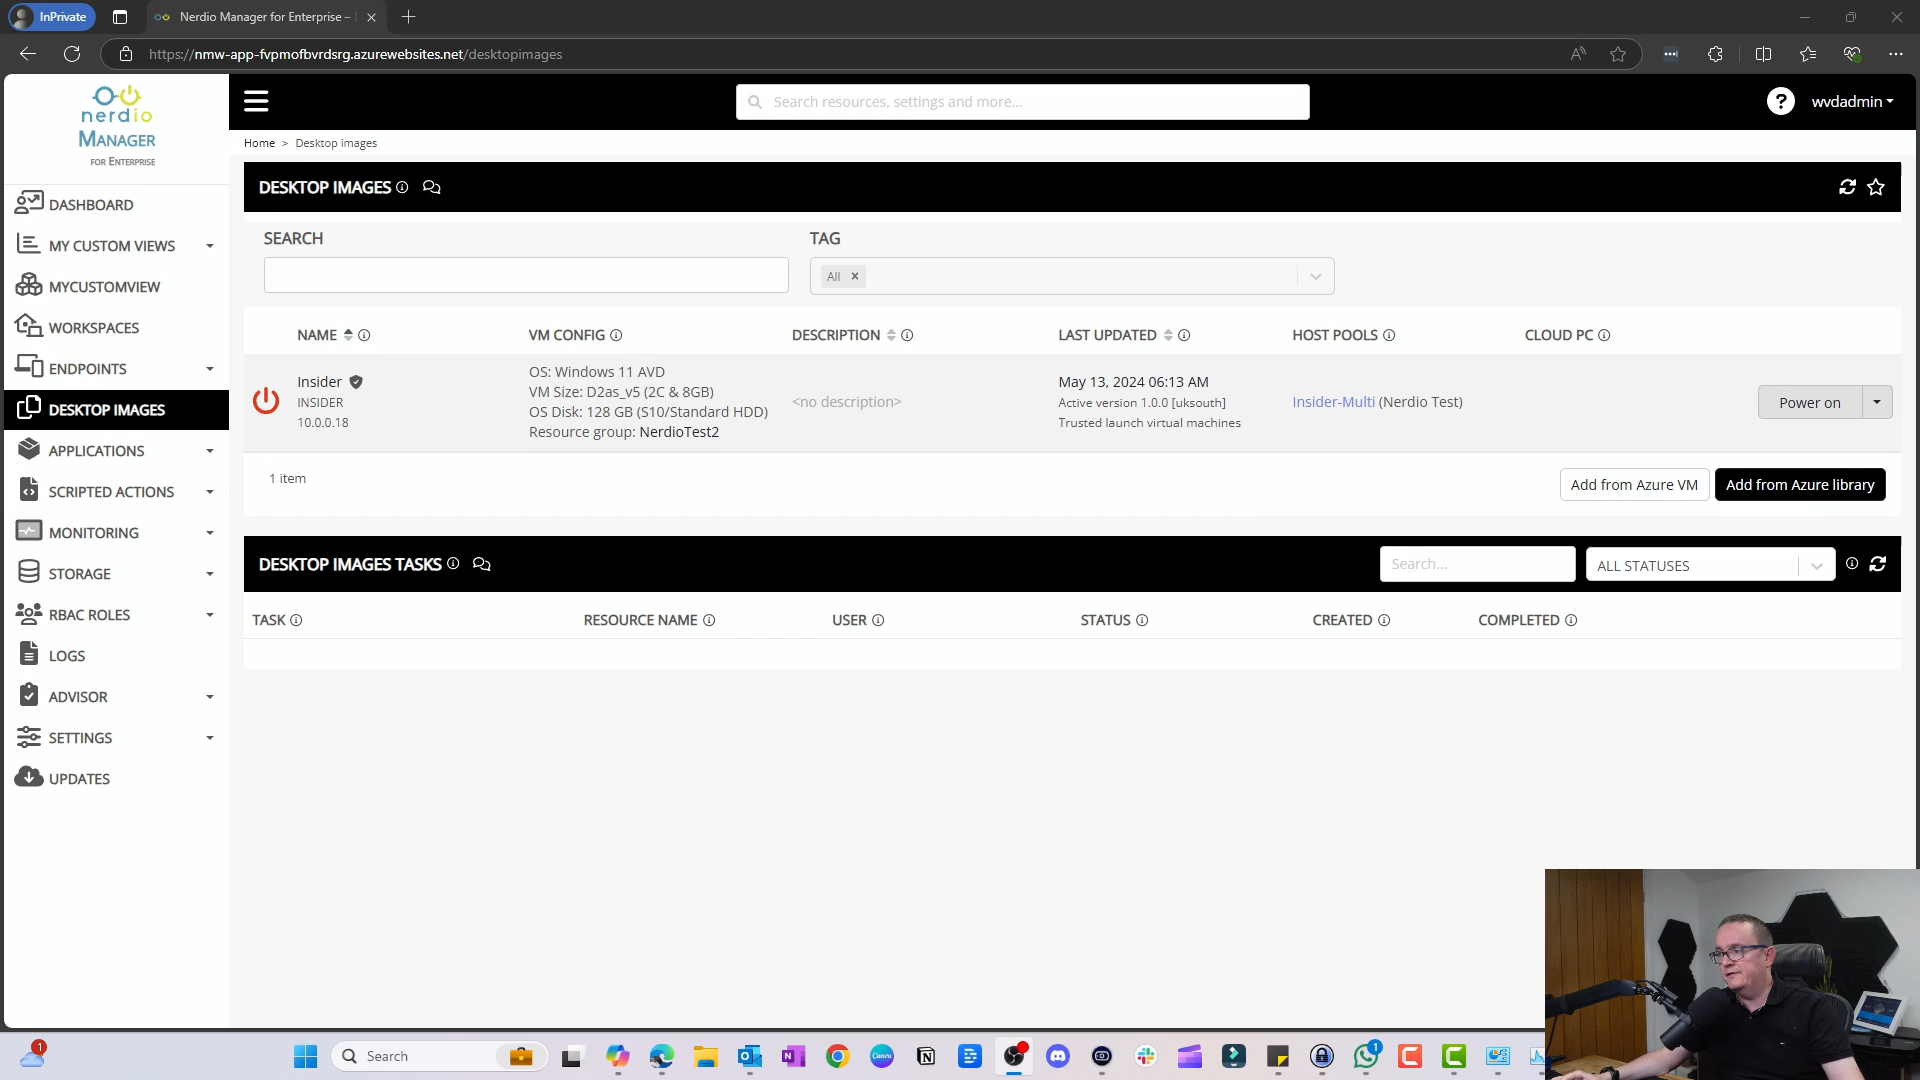 InPrivate
Nerdio Manager for Enterprise –
https://nmw-app-fvpmofbvrdsrg.azurewebsites.net/desktopimages
nerdio
MANAGER
FOR ENTERPRISE
Search resources, settings and more...
?
wvdadmin
Home > Desktop images
DESKTOP IMAGES
DASHBOARD
MY CUSTOM VIEWS
MYCUSTOMVIEW
WORKSPACES
ENDPOINTS
DESKTOP IMAGES
APPLICATIONS
SCRIPTED ACTIONS
MONITORING
STORAGE
RBAC ROLES
LOGS
ADVISOR
SETTINGS
UPDATES
SEARCH
TAG
All
NAME
VM CONFIG
DESCRIPTION
LAST UPDATED
HOST POOLS
CLOUD PC
Insider
INSIDER
10.0.0.18
OS: Windows 11 AVD
VM Size: D2as_v5 (2C & 8GB)
OS Disk: 128 GB (S10/Standard HDD)
Resource group: NerdioTest2
<no description>
May 13, 2024 06:13 AM
Active version 1.0.0 [uksouth]
Trusted launch virtual machines
Insider-Multi (Nerdio Test)
Power on
1 item
Add from Azure VM
Add from Azure library
DESKTOP IMAGES TASKS
Search...
ALL STATUSES
TASK
RESOURCE NAME
USER
STATUS
CREATED
COMPLETED
1
Search
Canva
1